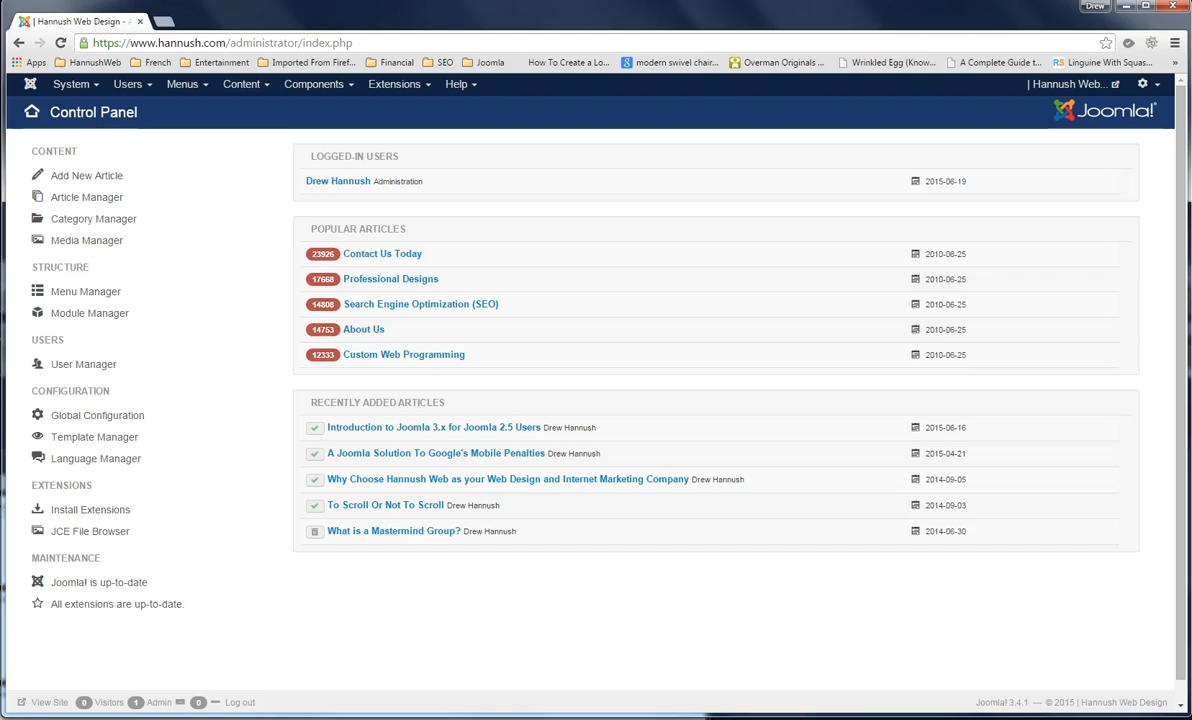 Drew
| Hannush Web Design - 
https://www.hannush.com/administrator/index.php
Apps HannushWeb French Entertainment Imported From Firef... Financial SEO Joomla How To Create a Lo... modern swivel chair... Overman Originals ... Wrinkled Egg (Know... A Complete Guide t... Linguine With Squas... »
System Users Menus Content Components Extensions Help | Hannush Web...
Control Panel Joomla!
CONTENT
Add New Article
Article Manager
Category Manager
Media Manager
STRUCTURE
Menu Manager
Module Manager
USERS
User Manager
CONFIGURATION
Global Configuration
Template Manager
Language Manager
EXTENSIONS
Install Extensions
JCE File Browser
MAINTENANCE
Joomla! is up-to-date
All extensions are up-to-date.
LOGGED-IN USERS
Drew Hannush Administration 2015-06-19
POPULAR ARTICLES
23926 Contact Us Today 2010-06-25
17668 Professional Designs 2010-06-25
14808 Search Engine Optimization (SEO) 2010-06-25
14753 About Us 2010-06-25
12333 Custom Web Programming 2010-06-25
RECENTLY ADDED ARTICLES
Introduction to Joomla 3.x for Joomla 2.5 Users Drew Hannush 2015-06-16
A Joomla Solution To Google's Mobile Penalties Drew Hannush 2015-04-21
Why Choose Hannush Web as your Web Design and Internet Marketing Company Drew Hannush 2014-09-05
To Scroll Or Not To Scroll Drew Hannush 2014-09-03
What is a Mastermind Group? Drew Hannush 2014-06-30
View Site 0 Visitors 1 Admin 0 Log out Joomla! 3.4.1 — © 2015 | Hannush Web Design